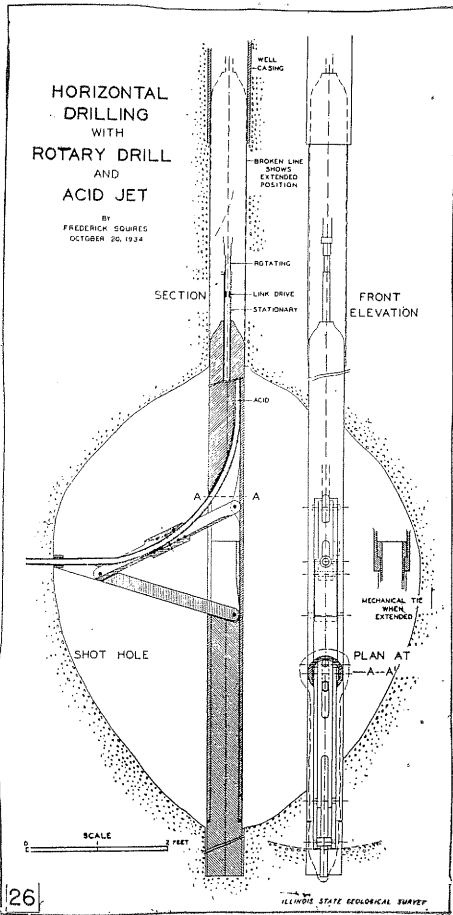 HORIZONTAL
DRILLING
WITH
ROTARY DRILL
AND
ACID JET
BY
FREDERICK SQUIRES
OCTOBER 20, 1934
WELL
CASING
BROKEN LINE
SHOWS
EXTENDED
POSITION
ROTATING
SECTION
LINK DRIVE
STATIONARY
FRONT
ELEVATION
ACID
A A
MECHANICAL TIE
WHEN
EXTENDED
SHOT HOLE
PLAN AT
A--A'
SCALE
0 2 FEET
26
ILLINOIS STATE GEOLOGICAL SURVEY